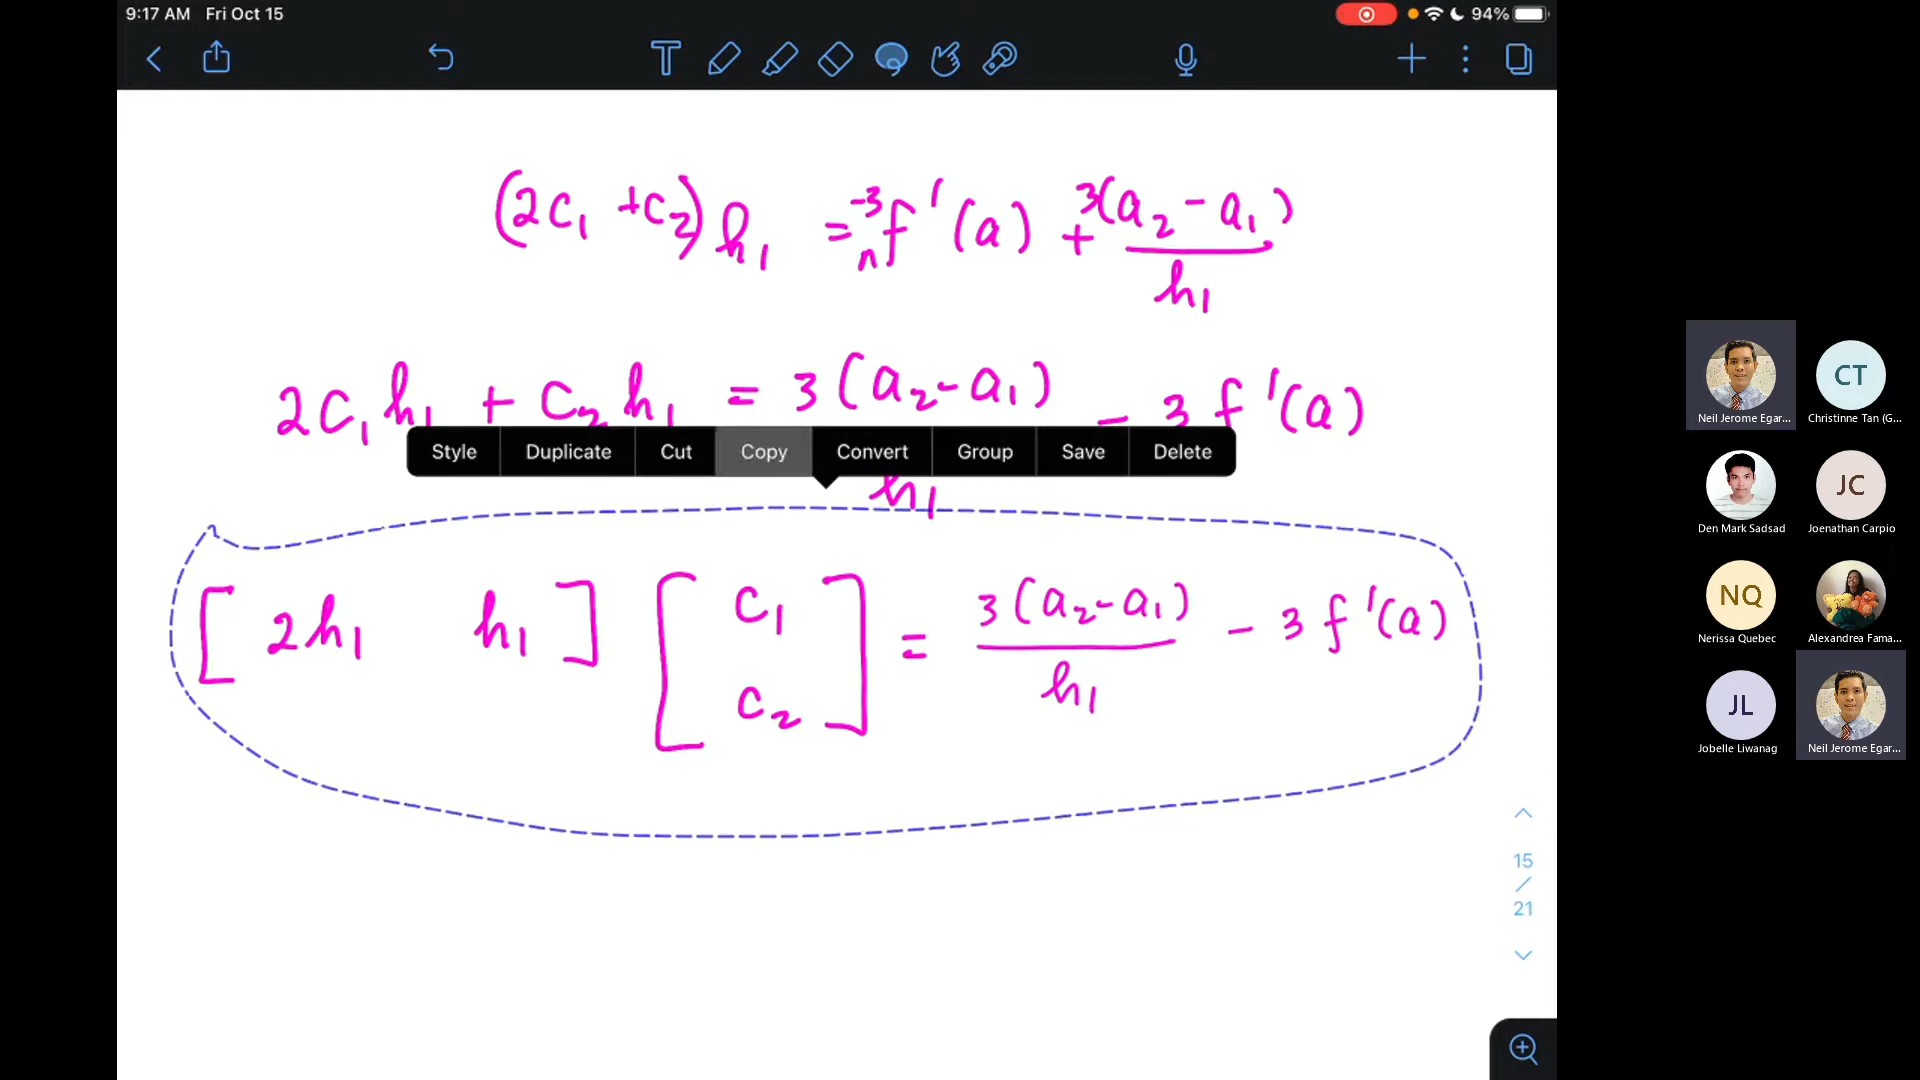 9:17 AM Fri Oct 15
94%
(2c₁ + c₂) h₁ = -3 f'(a) + 3(a₂ - a₁)
h₁
2c₁h₁ + c₂h₁ = 3(a₂ - a₁) - 3f'(a)
Style Duplicate Cut Copy Convert Group Save Delete
h₁
[2h₁ h₁] [c₁ = 3(a₂ - a₁) - 3f'(a)
h₁
c₂]
15
/
21
Neil Jerome Egar...
CT
Christinne Tan (G...
Den Mark Sadsad
JC
Joenathan Carpio
NQ
Nerissa Quebec
Alexandrea Fama...
JL
Jobelle Liwanag
Neil Jerome Egar...